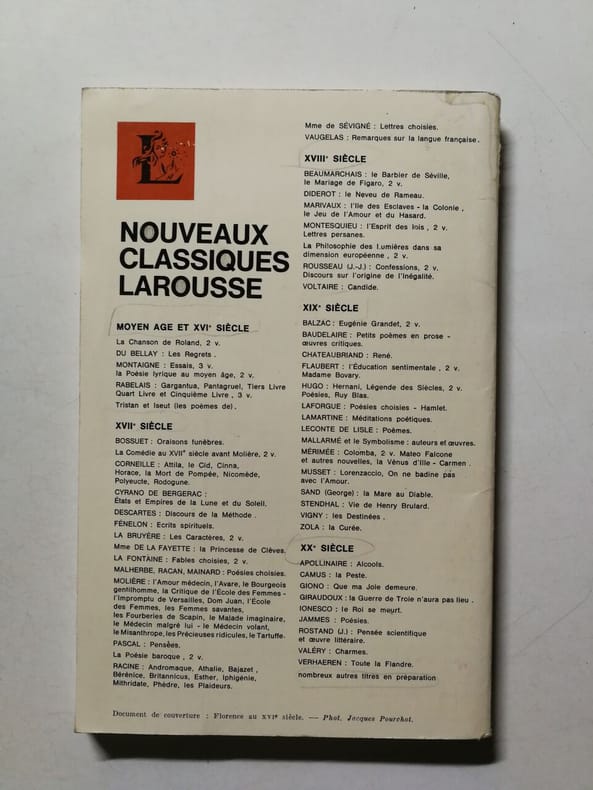 L
NOUVEAUX
CLASSIQUES
LAROUSSE
MOYEN AGE ET XVIe SIÈCLE
La Chanson de Roland, 2 v.
DU BELLAY : Les Regrets .
MONTAIGNE : Essais, 3 v.
la Poésie lyrique au moyen âge, 2 v.
RABELAIS : Gargantua, Pantagruel, Tiers Livre
Quart Livre et Cinquième Livre , 3 v.
Tristan et Iseut (les poèmes de) .
XVIIe SIÈCLE
BOSSUET : Oraisons funèbres.
La Comédie au XVIIe siècle avant Molière, 2 v.
CORNEILLE : Attila, le Cid, Cinna,
Horace, la Mort de Pompée, Nicomède,
Polyeucte, Rodogune.
CYRANO DE BERGERAC :
États et Empires de la Lune et du Soleil.
DESCARTES : Discours de la Méthode .
FÉNELON : Ecrits spirituels.
LA BRUYÈRE : Les Caractères, 2 v.
Mme DE LA FAYETTE : la Princesse de Clèves.
LA FONTAINE : Fables choisies, 2 v.
MALHERBE, RACAN, MAINARD : Poésies choisies.
MOLIÈRE : l'Amour médecin, l'Avare, le Bourgeois
gentilhomme, la Critique de l'École des Femmes -
l'Impromptu de Versailles, Dom Juan, l'École
des Femmes, les Femmes savantes,
les Fourberies de Scapin, le Malade imaginaire,
le Médecin malgré lui - le Médecin volant,
le Misanthrope, les Précieuses ridicules, le Tartuffe.
PASCAL : Pensées.
La Poésie baroque , 2 v.
RACINE : Andromaque, Athalie, Bajazet ,
Bérénice, Britannicus, Esther, Iphigénie,
Mithridate, Phèdre, les Plaideurs.
Mme de SÉVIGNÉ : Lettres choisies.
VAUGELAS : Remarques sur la langue française.
XVIIIe SIÈCLE
BEAUMARCHAIS : le Barbier de Séville,
le Mariage de Figaro, 2 v.
DIDEROT : le Neveu de Rameau.
MARIVAUX : l'Ile des Esclaves - la Colonie ,
le Jeu de l'Amour et du Hasard.
MONTESQUIEU : l'Esprit des lois , 2 v.
Lettres persanes.
La Philosophie des Lumières dans sa
dimension européenne , 2 v.
ROUSSEAU (J.-J.) : Confessions, 2 v.
Discours sur l'origine de l'inégalité.
VOLTAIRE : Candide.
XIXe SIÈCLE
BALZAC : Eugénie Grandet, 2 v.
BAUDELAIRE : Petits poèmes en prose -
œuvres critiques.
CHATEAUBRIAND : René.
FLAUBERT : l'Éducation sentimentale , 2 v.
Madame Bovary.
HUGO : Hernani, Légende des Siècles, 2 v.
Poésies, Ruy Blas.
LAFORGUE : Poésies choisies - Hamlet.
LAMARTINE : Méditations poétiques.
LECONTE DE LISLE : Poèmes.
MALLARMÉ et le Symbolisme : auteurs et œuvres.
MÉRIMÉE : Colomba, 2 v. Mateo Falcone
et autres nouvelles, la Vénus d'Ille - Carmen .
MUSSET : Lorenzaccio, On ne badine pas
avec l'Amour.
SAND (George) : la Mare au Diable.
STENDHAL : Vie de Henry Brulard.
VIGNY : les Destinées .
ZOLA : la Curée.
XXe SIÈCLE
APOLLINAIRE : Alcools.
CAMUS : la Peste.
GIONO : Que ma Joie demeure.
GIRAUDOUX : la Guerre de Troie n'aura pas lieu .
IONESCO : le Roi se meurt.
JAMMES : Poésies.
ROSTAND (J.) : Pensée scientifique
et œuvre littéraire.
VALÉRY : Charmes.
VERHAEREN : Toute la Flandre.
nombreux autres titres en préparation
Document de couverture : Florence au XVIe siècle. — Phot. Jacques Pourchot.